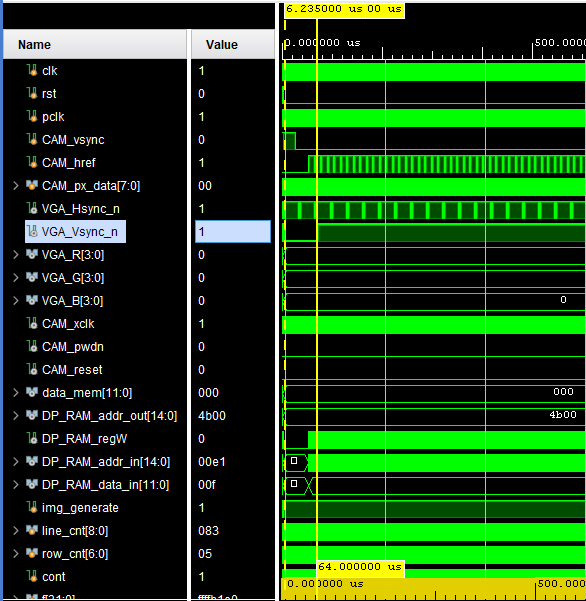 6.235000 us 00 us
Name Value
0.000000 us 500.000
clk 1
rst 0
pclk 1
CAM_vsync 0
CAM_href 1
CAM_px_data[7:0] 00
VGA_Hsync_n 1
VGA_Vsync_n 1
VGA_R[3:0] 0
VGA_G[3:0] 0
VGA_B[3:0] 0 0
CAM_xclk 1
CAM_pwdn 0
CAM_reset 0
data_mem[11:0] 000 000
DP_RAM_addr_out[14:0] 4b00 4b00
DP_RAM_regW 0
DP_RAM_addr_in[14:0] 00e1
DP_RAM_data_in[11:0] 00f
img_generate 1
line_cnt[8:0] 083
row_cnt[6:0] 05
64.000000 us
cont 1
0.000000 us 500.00